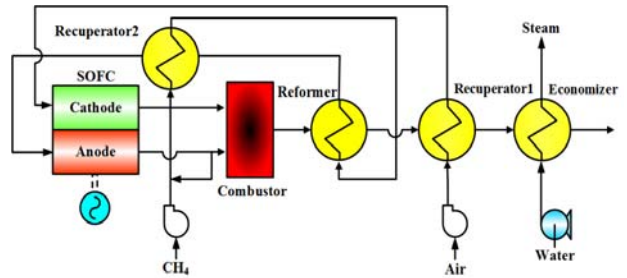 Recuperator2
Steam
SOFC
Reformer
Recuperator1
Economizer
Cathode
Anode
Combustor
CH4
Air
Water